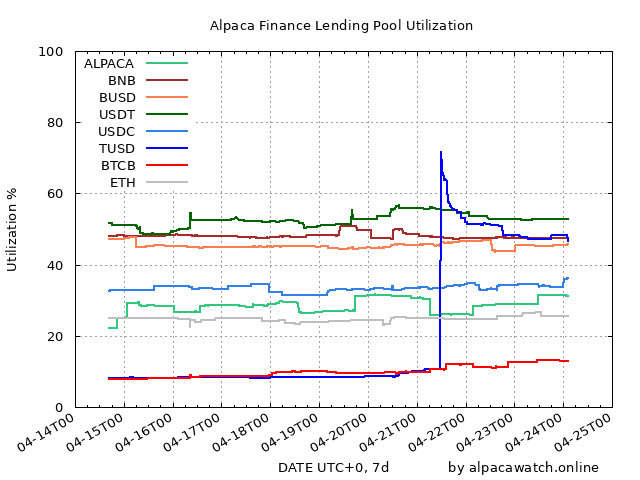 Alpaca Finance Lending Pool Utilization
100
80
60
40
20
0
Utilization %
ALPACA
BNB
BUSD
USDT
USDC
TUSD
BTCB
ETH
04-14T00
04-15T00
04-16T00
04-17T00
04-18T00
04-19T00
04-20T00
04-21T00
04-22T00
04-23T00
04-24T00
04-25T00
DATE UTC+0, 7d
by alpacawatch.online